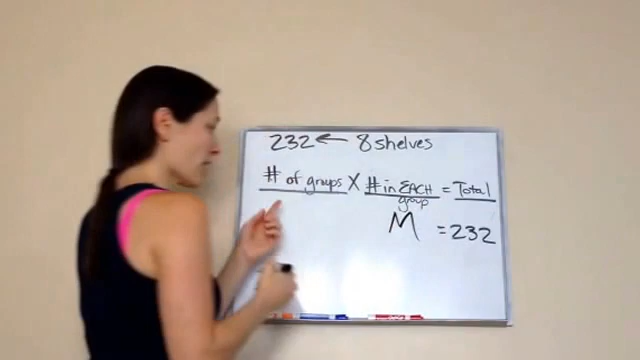 232 ← 8 shelves
# of groups X # in EACH group = Total
M = 232